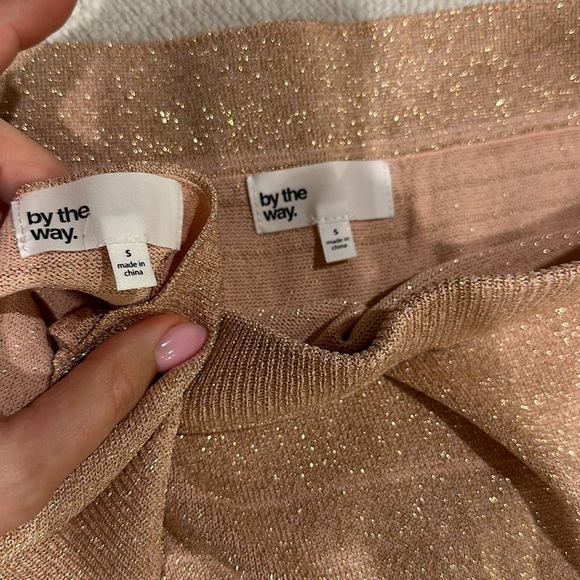 by the
way.
S
made in
china
by the
way.
S
made in
china